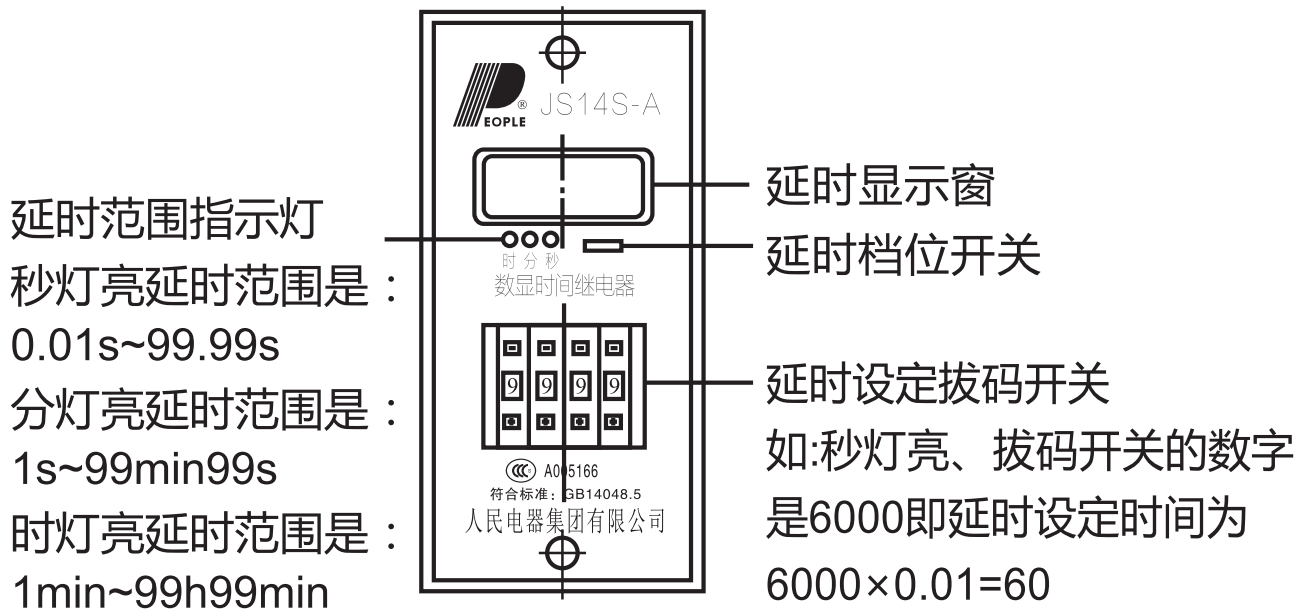 延时范围指示灯
秒灯亮延时范围是：
0.01s~99.99s
分灯亮延时范围是：
1s~99min99s
时灯亮延时范围是：
1min~99h99min
EOPLE ® JS14S-A
时 分 秒
数显时间继电器
9 9 9 9
CCC® A005166
符合标准：GB14048.5
人民电器集团有限公司
延时显示窗
延时档位开关
延时设定拔码开关
如:秒灯亮、拔码开关的数字
是6000即延时设定时间为
6000×0.01=60